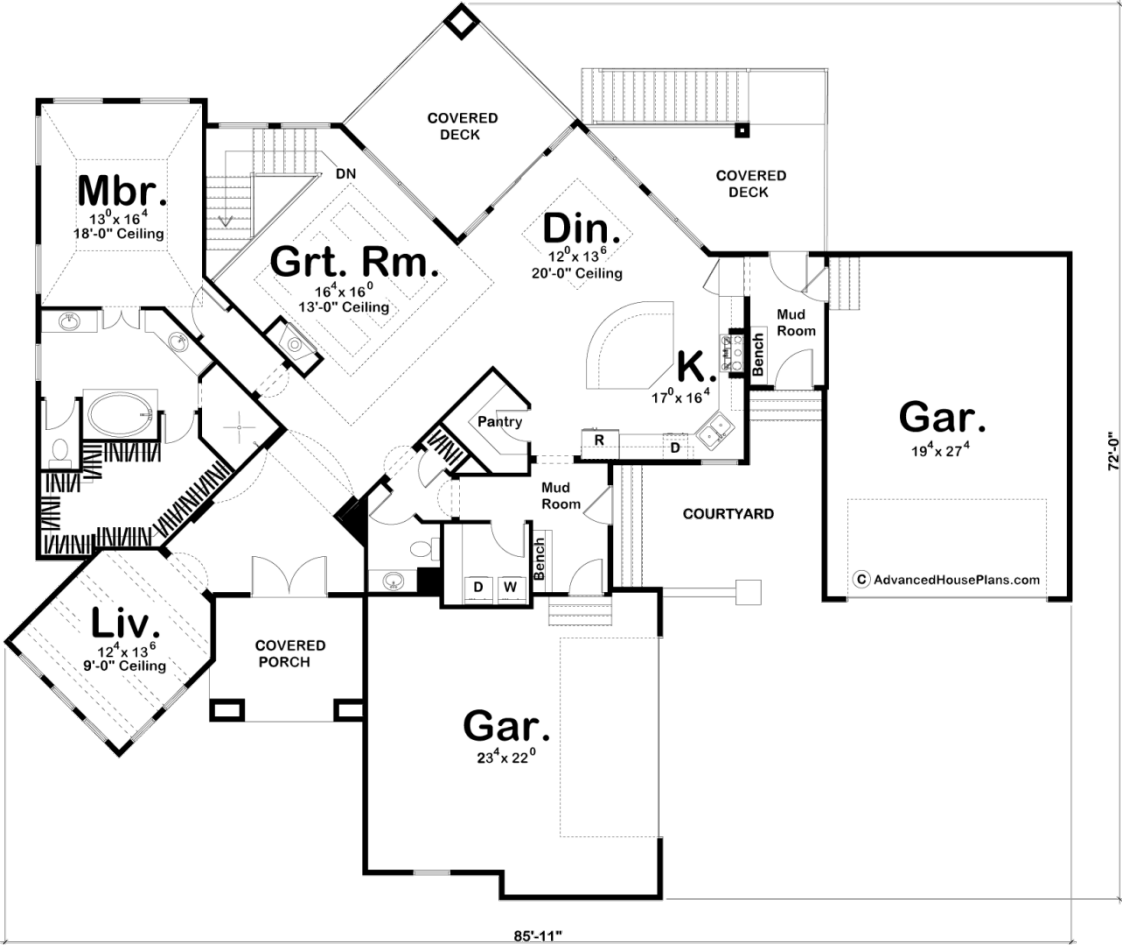 COVERED
DECK
COVERED
DECK
DN
Mbr.
13⁰ x 16⁴
18'-0" Ceiling
Grt. Rm.
16⁴ x 16⁰
13'-0" Ceiling
Din.
12⁰ x 13⁶
20'-0" Ceiling
Mud
Room
Bench
K.
17⁰ x 16⁴
Pantry
R
D
Gar.
19⁴ x 27⁴
72'-0"
Mud
Room
COURTYARD
Bench
D
W
© AdvancedHousePlans.com
Liv.
12⁴ x 13⁶
9'-0" Ceiling
COVERED
PORCH
Gar.
23⁴ x 22⁰
85'-11"